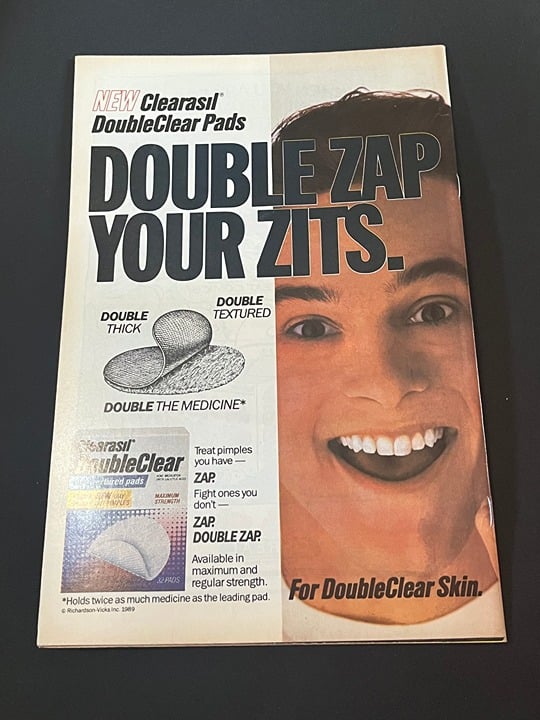 NEW Clearasil®
DoubleClear Pads
DOUBLE ZAP
YOUR ZITS.
DOUBLE
THICK
DOUBLE
TEXTURED
DOUBLE THE MEDICINE*
Clearasil®
DoubleClear
textured pads
MAXIMUM
STRENGTH
32 PADS
Treat pimples
you have —
ZAP.
Fight ones you
don't —
ZAP.
DOUBLE ZAP.
Available in
maximum and
regular strength.
*Holds twice as much medicine as the leading pad.
© Richardson-Vicks Inc. 1989
For DoubleClear Skin.